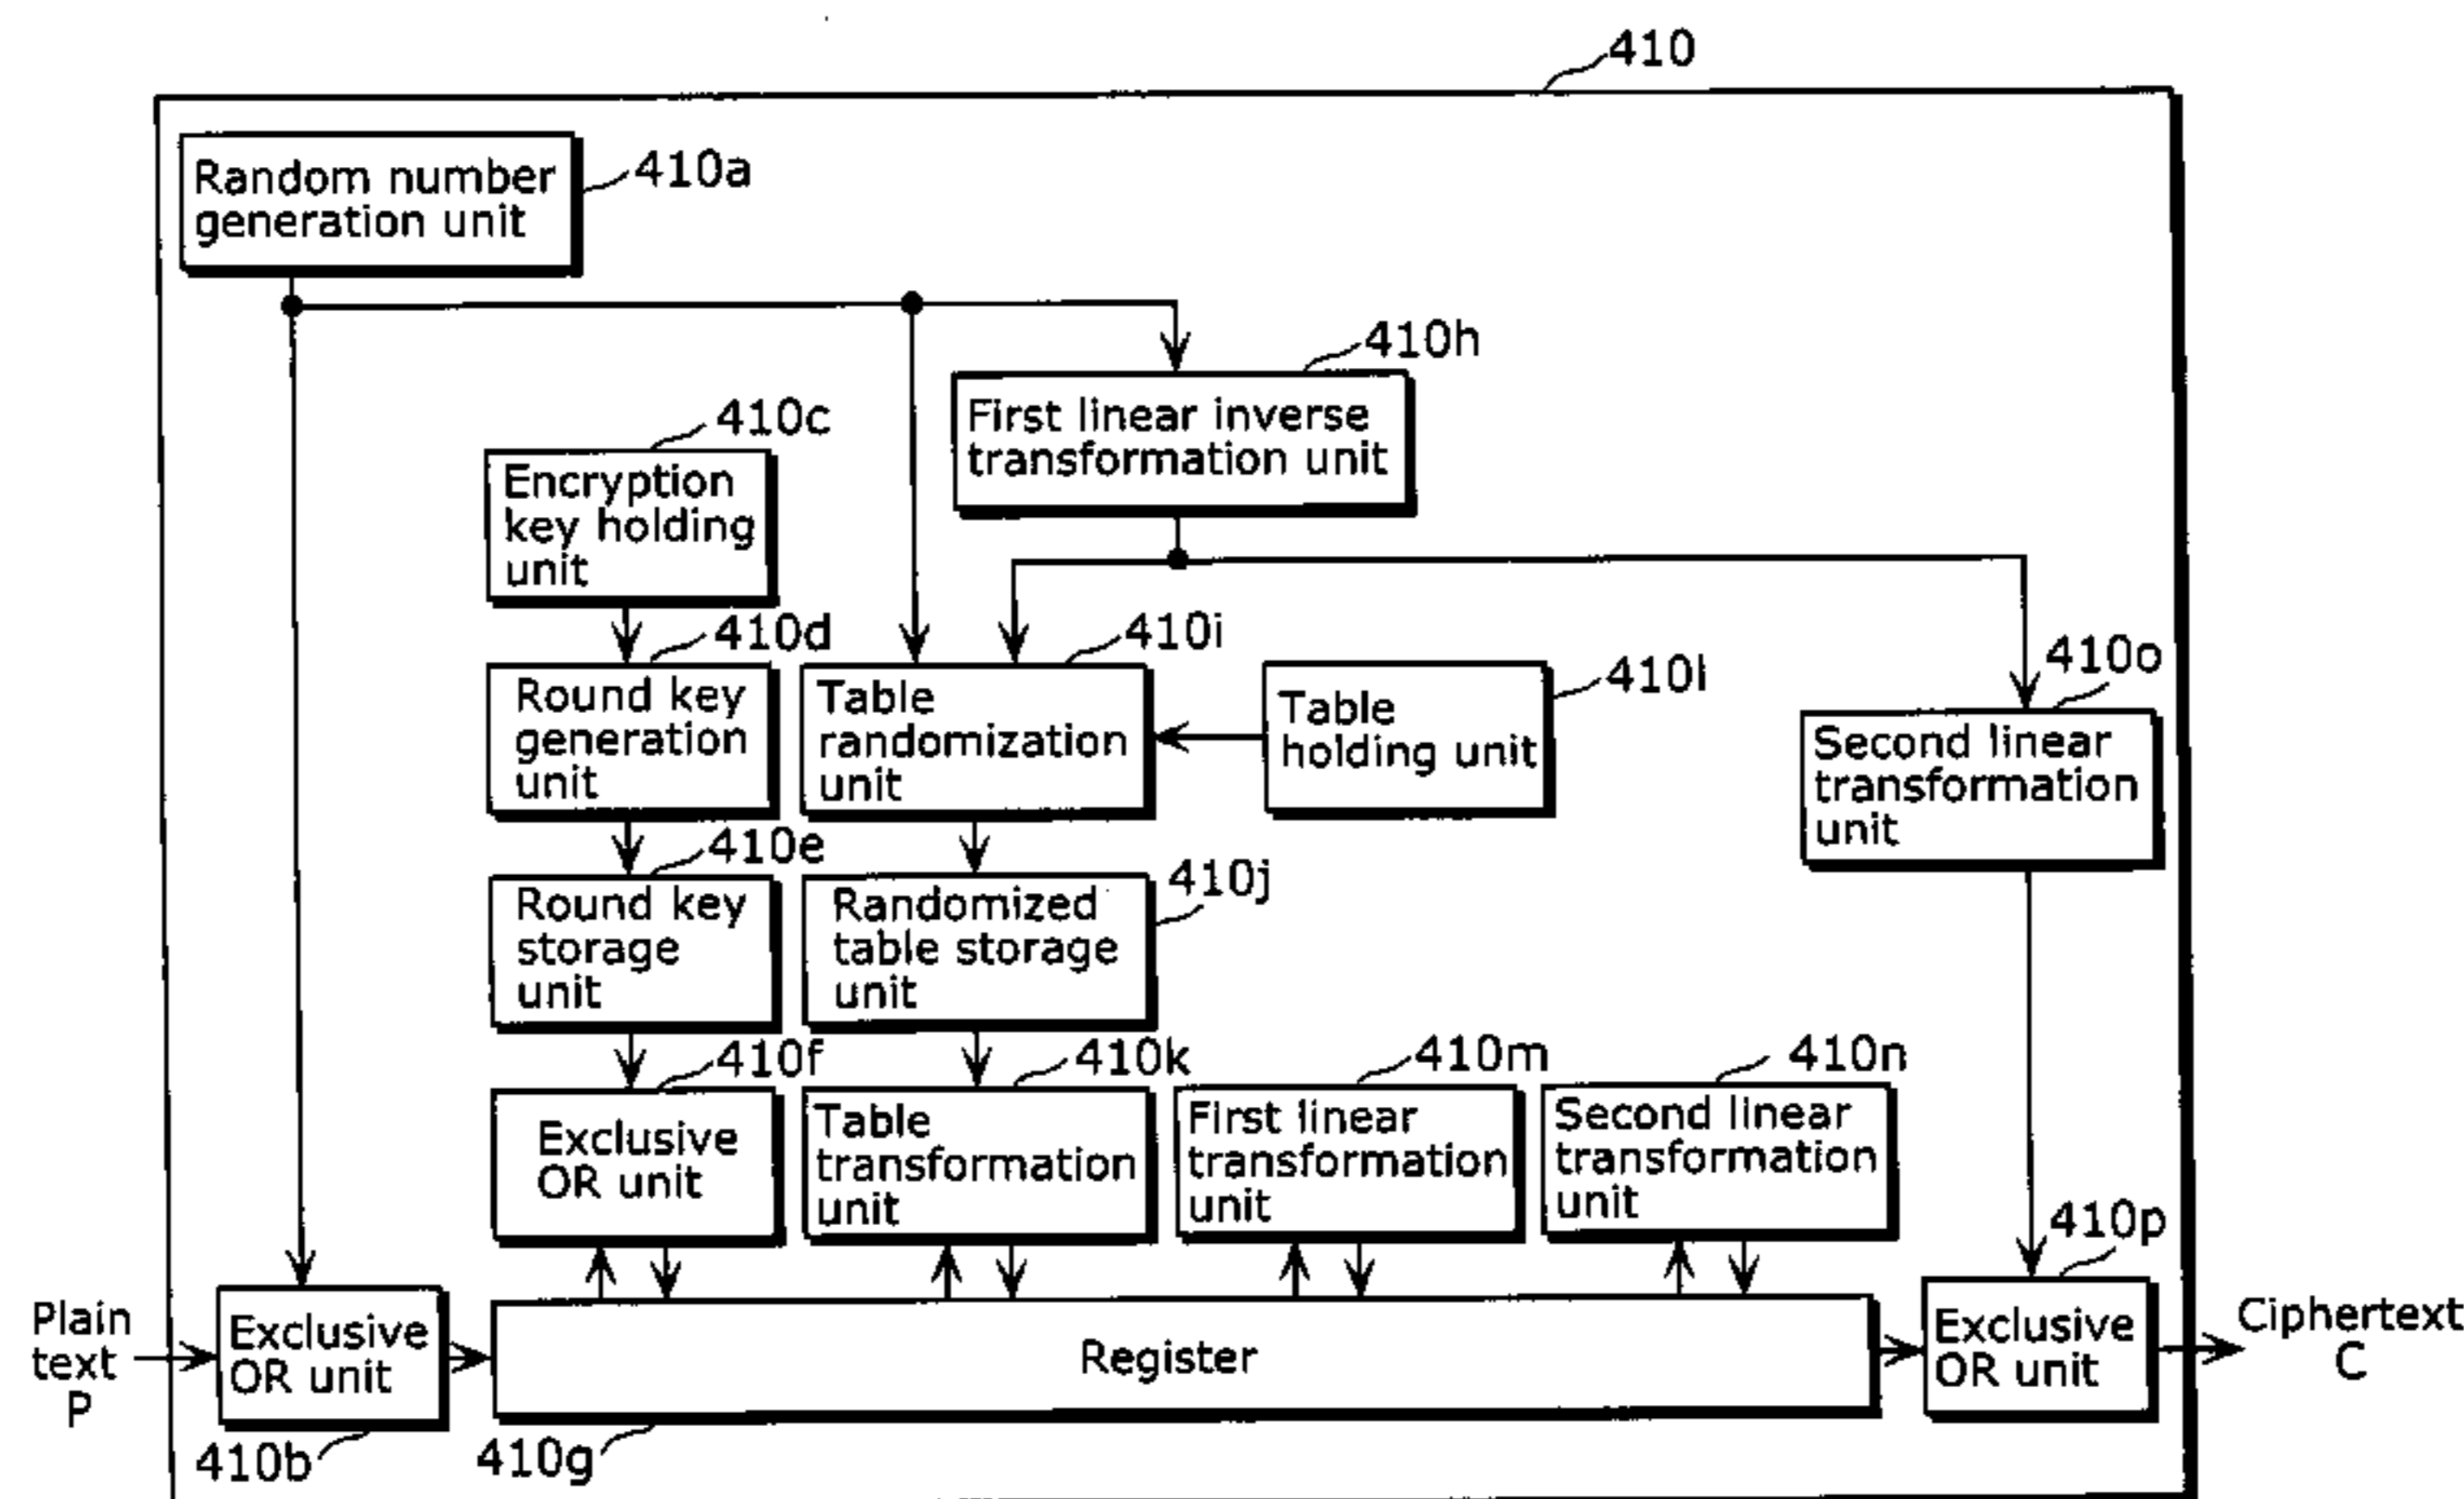 410
Random number
generation unit
410a
410h
First linear inverse
transformation unit
410c
Encryption
key holding
unit
410d
Round key
generation
unit
410i
Table
randomization
unit
410l
Table
holding unit
410o
Second linear
transformation
unit
410e
Round key
storage
unit
410j
Randomized
table storage
unit
410f
Exclusive
OR unit
410k
Table
transformation
unit
410m
First linear
transformation
unit
410n
Second linear
transformation
unit
410p
Plain
text
P
Exclusive
OR unit
410b
Register
410g
Exclusive
OR unit
Ciphertext
C